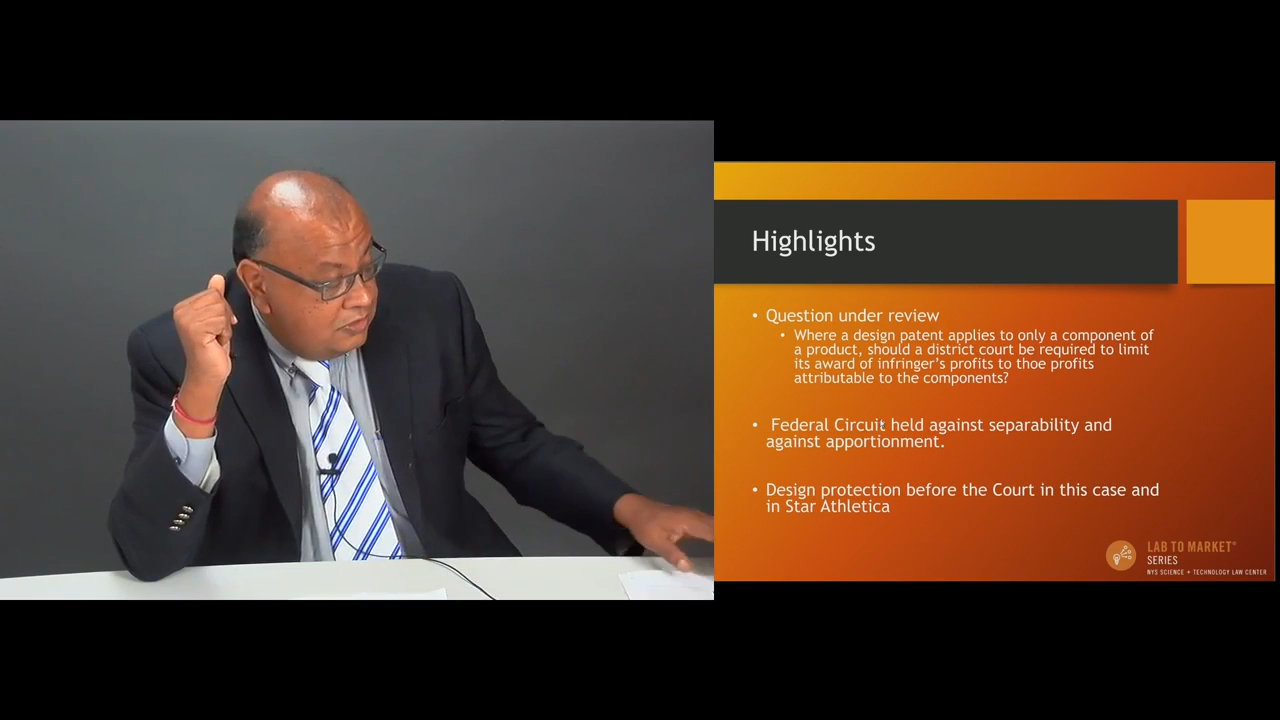 Highlights
• Question under review
• Where a design patent applies to only a component of
a product, should a district court be required to limit
its award of infringer's profits to thoe profits
attributable to the components?
• Federal Circuit held against separability and
against apportionment.
• Design protection before the Court in this case and
in Star Athletica
LAB TO MARKET®
SERIES
NYS SCIENCE + TECHNOLOGY LAW CENTER